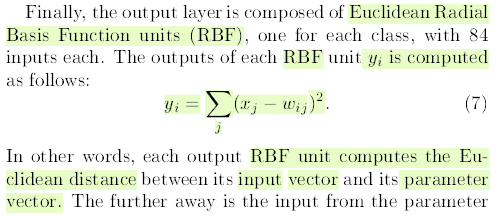 Finally, the output layer is composed of Euclidean Radial
Basis Function units (RBF), one for each class, with 84
inputs each. The outputs of each RBF unit y_i is computed
as follows:
y_i = ∑_j (x_j − w_{ij})^2. (7)
In other words, each output RBF unit computes the Eu-
clidean distance between its input vector and its parameter
vector. The further away is the input from the parameter